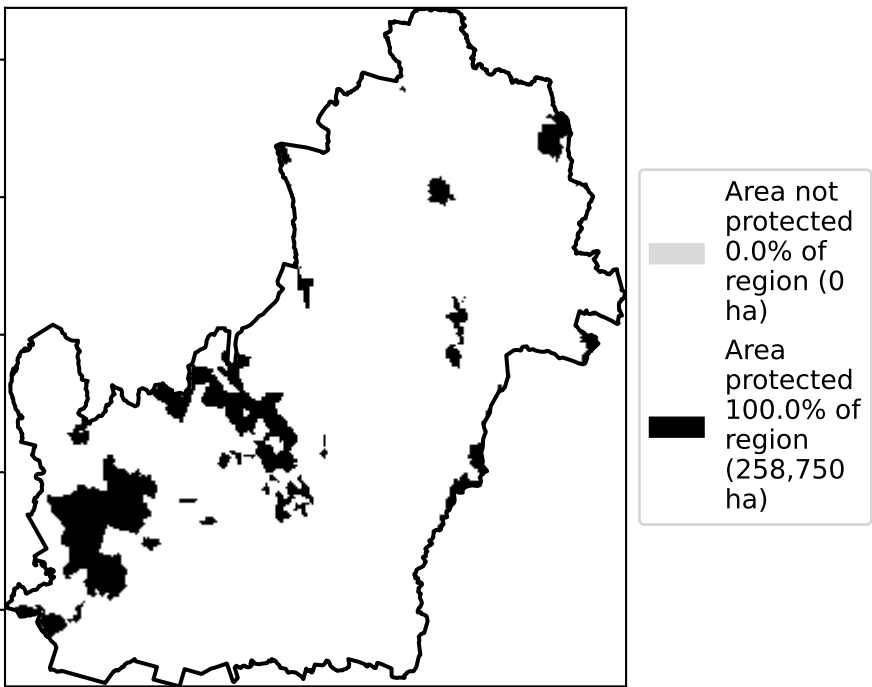 Area not
protected
0.0% of
region (0
ha)
Area
protected
100.0% of
region
(258,750
ha)